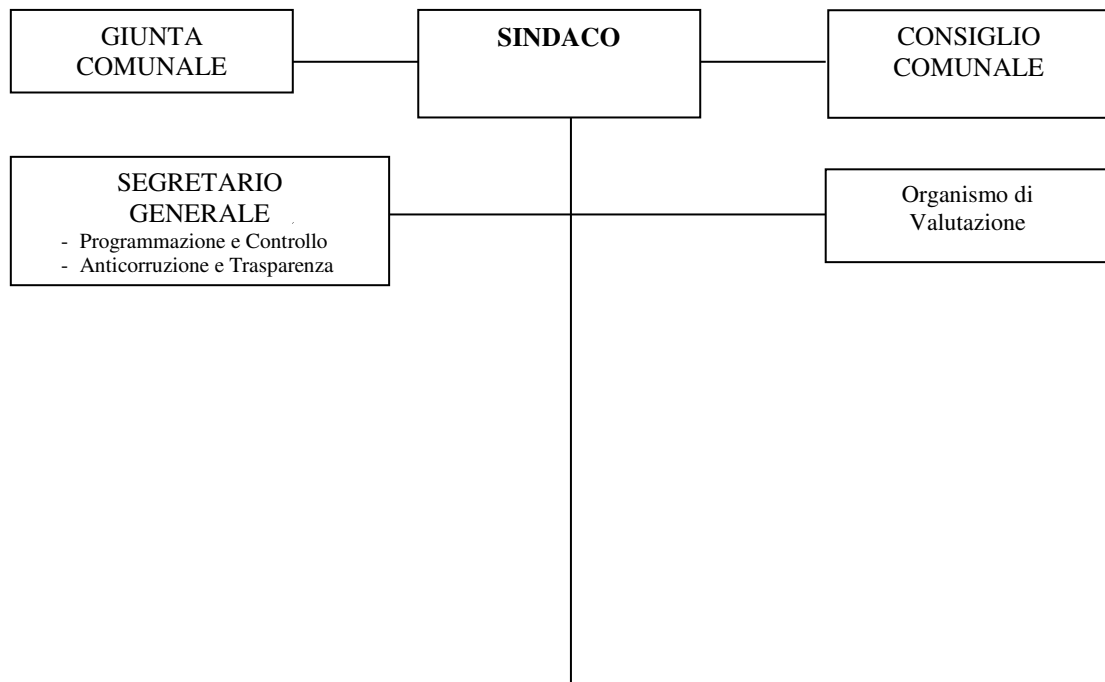 GIUNTA
COMUNALE
SINDACO
CONSIGLIO
COMUNALE
SEGRETARIO
GENERALE
- Programmazione e Controllo
- Anticorruzione e Trasparenza
Organismo di
Valutazione